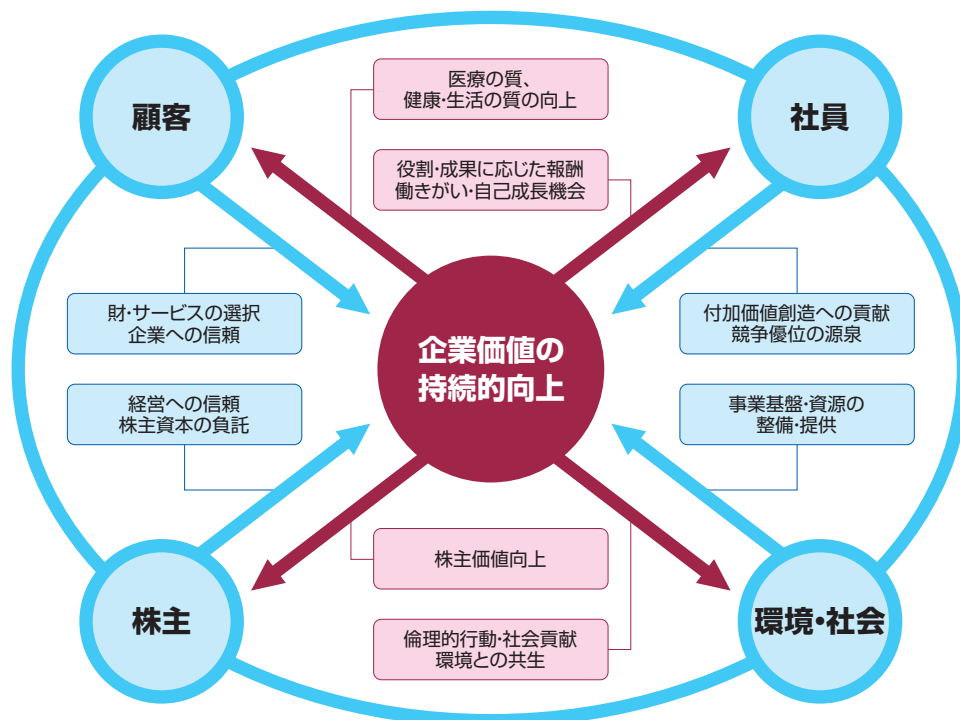 顧客
医療の質、
健康・生活の質の向上
社員
役割・成果に応じた報酬
働きがい・自己成長機会
財・サービスの選択
企業への信頼
企業価値の
持続的向上
付加価値創造への貢献
競争優位の源泉
経営への信頼
株主資本の負託
事業基盤・資源の
整備・提供
株主価値向上
株主
環境・社会
倫理的行動・社会貢献
環境との共生